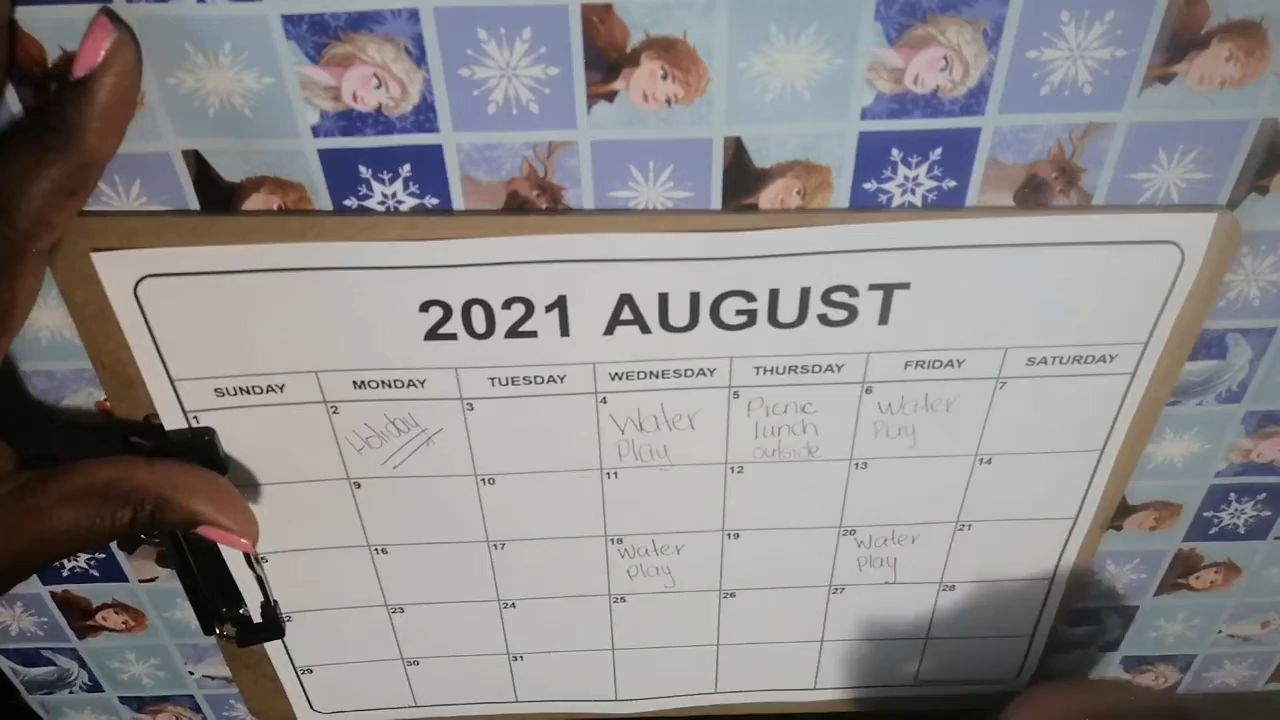 2021 AUGUST
SUNDAY MONDAY TUESDAY WEDNESDAY THURSDAY FRIDAY SATURDAY
1 2 3 4 5 6 7
Holiday
Water
Play
Picnic
lunch
outside
Water
Play
9 10 11 12 13 14
5 16 17 18 19 20 21
Water
play
Water
play
2 23 24 25 26 27 28
29 30 31